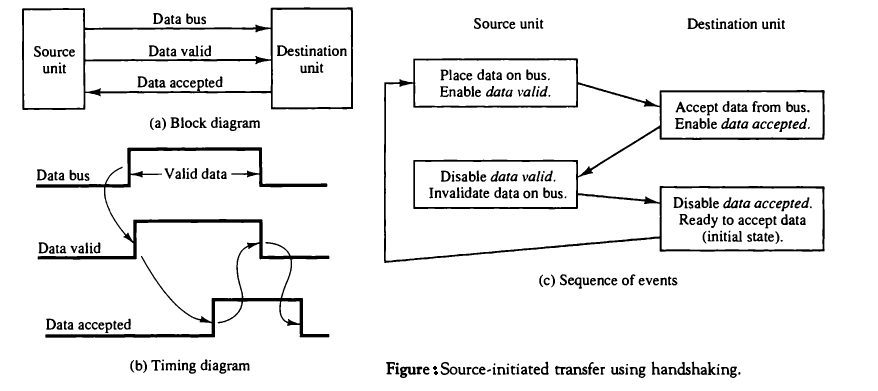 Data bus
Source
unit
Data valid
Destination
unit
Data accepted
(a) Block diagram
Data bus
Valid data
Data valid
Data accepted
(b) Timing diagram
Source unit
Destination unit
Place data on bus.
Enable data valid.
Accept data from bus.
Enable data accepted.
Disable data valid.
Invalidate data on bus.
Disable data accepted.
Ready to accept data
(initial state).
(c) Sequence of events
Figure: Source-initiated transfer using handshaking.